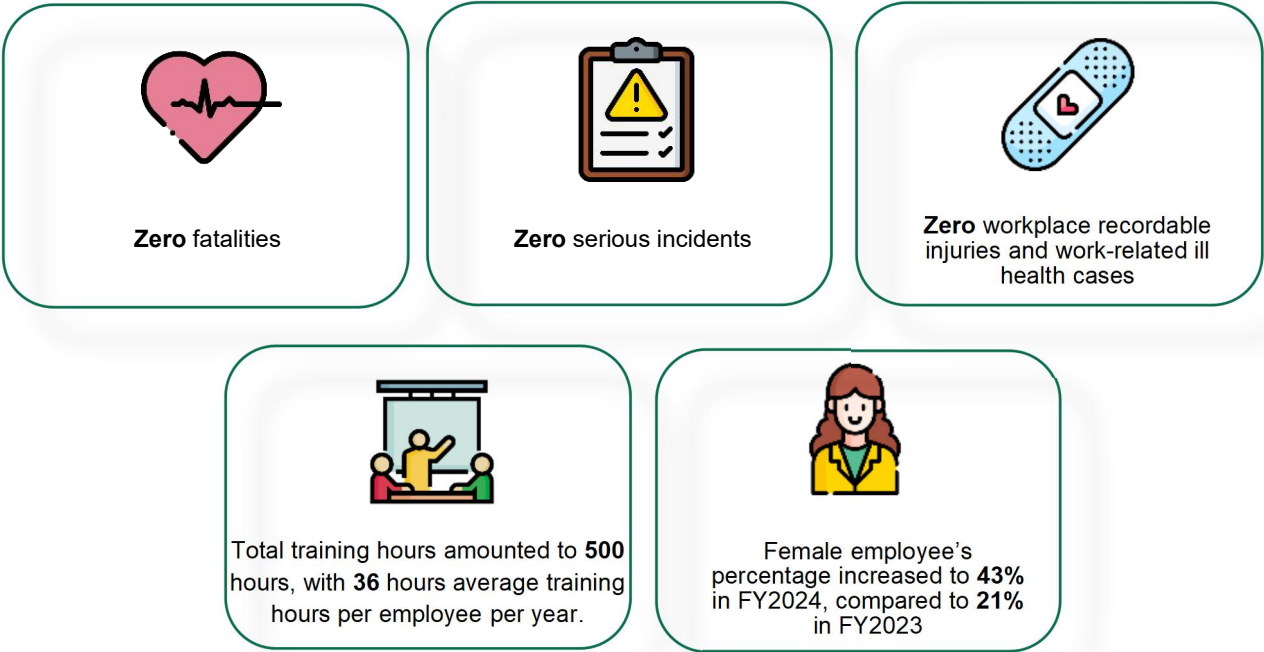 Zero fatalities
Zero serious incidents
Zero workplace recordable
injuries and work-related ill
health cases
Total training hours amounted to 500
hours, with 36 hours average training
hours per employee per year.
Female employee’s
percentage increased to 43%
in FY2024, compared to 21%
in FY2023